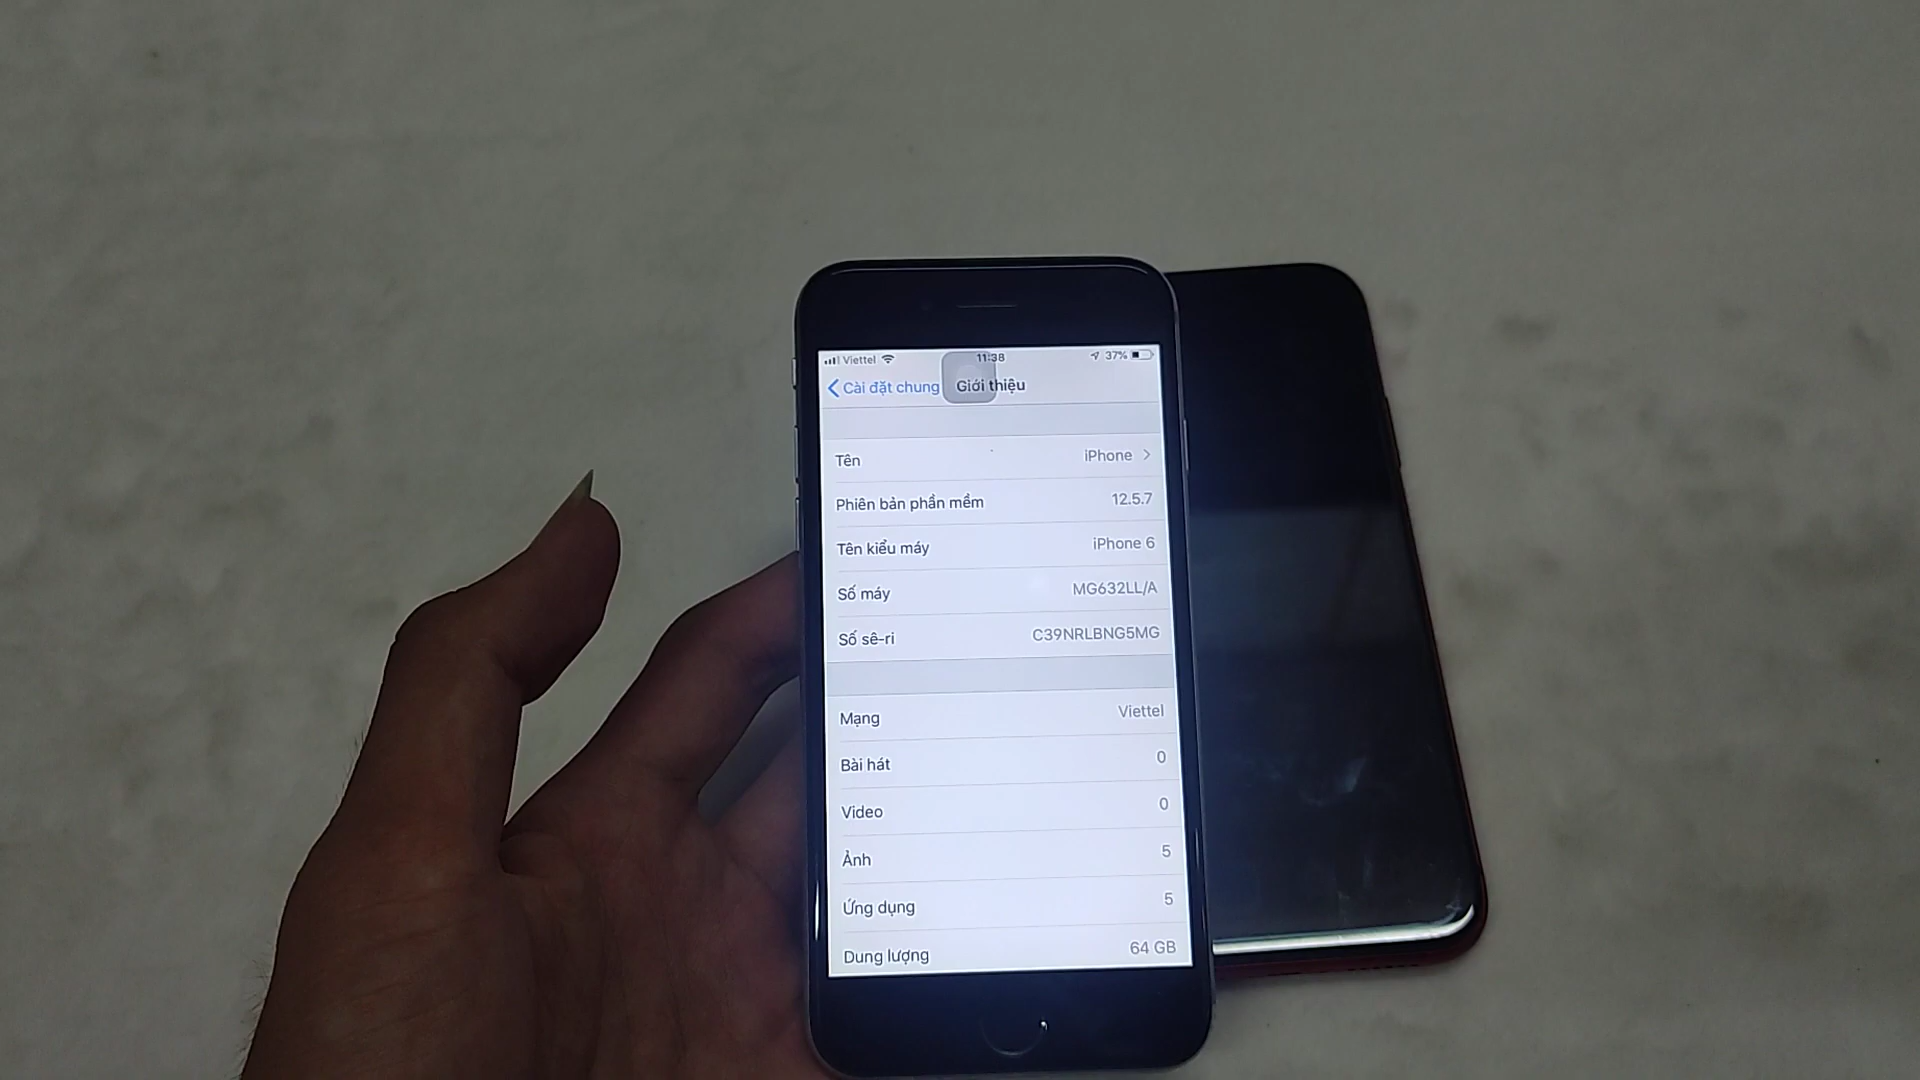 Viettel 11:38 37%
Cài đặt chung Giới thiệu
Tên iPhone
Phiên bản phần mềm 12.5.7
Tên kiểu máy iPhone 6
Số máy MG632LL/A
Số sê-ri C39NRLBNG5MG
Mạng Viettel
Bài hát 0
Video 0
Ảnh 5
Ứng dụng 5
Dung lượng 64 GB